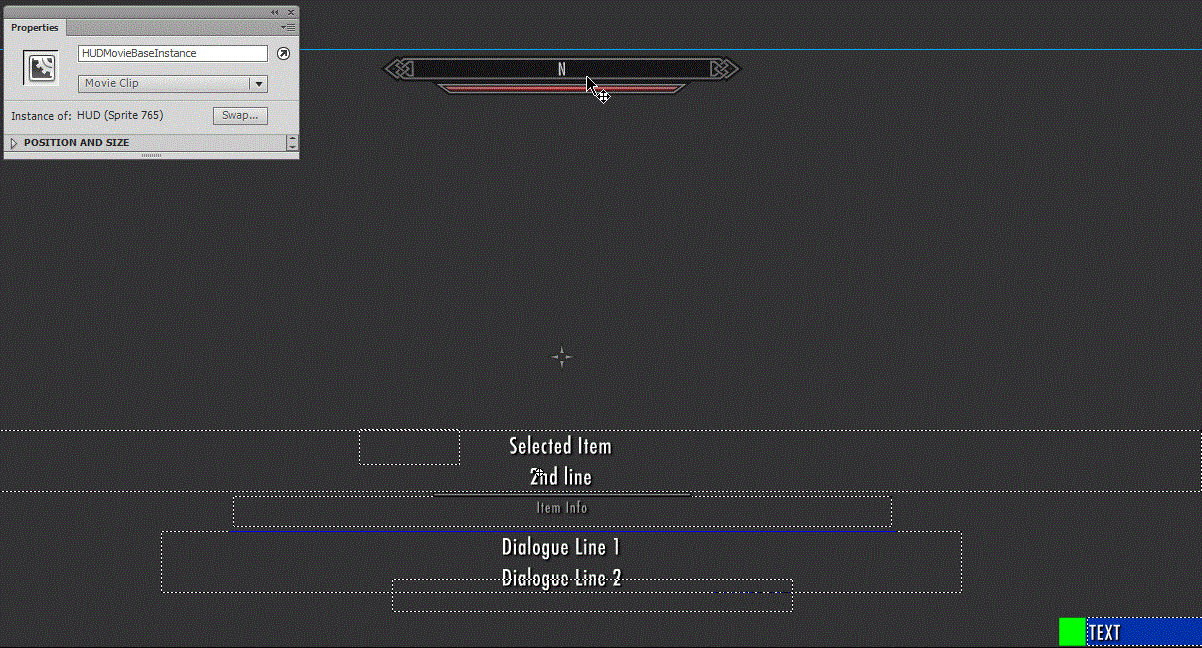 Properties
HUDMovieBaseInstance
Movie Clip
Instance of: HUD (Sprite 765) Swap...
POSITION AND SIZE
N
Selected Item
2nd line
Item Info
Dialogue Line 1
Dialogue Line 2
TEXT